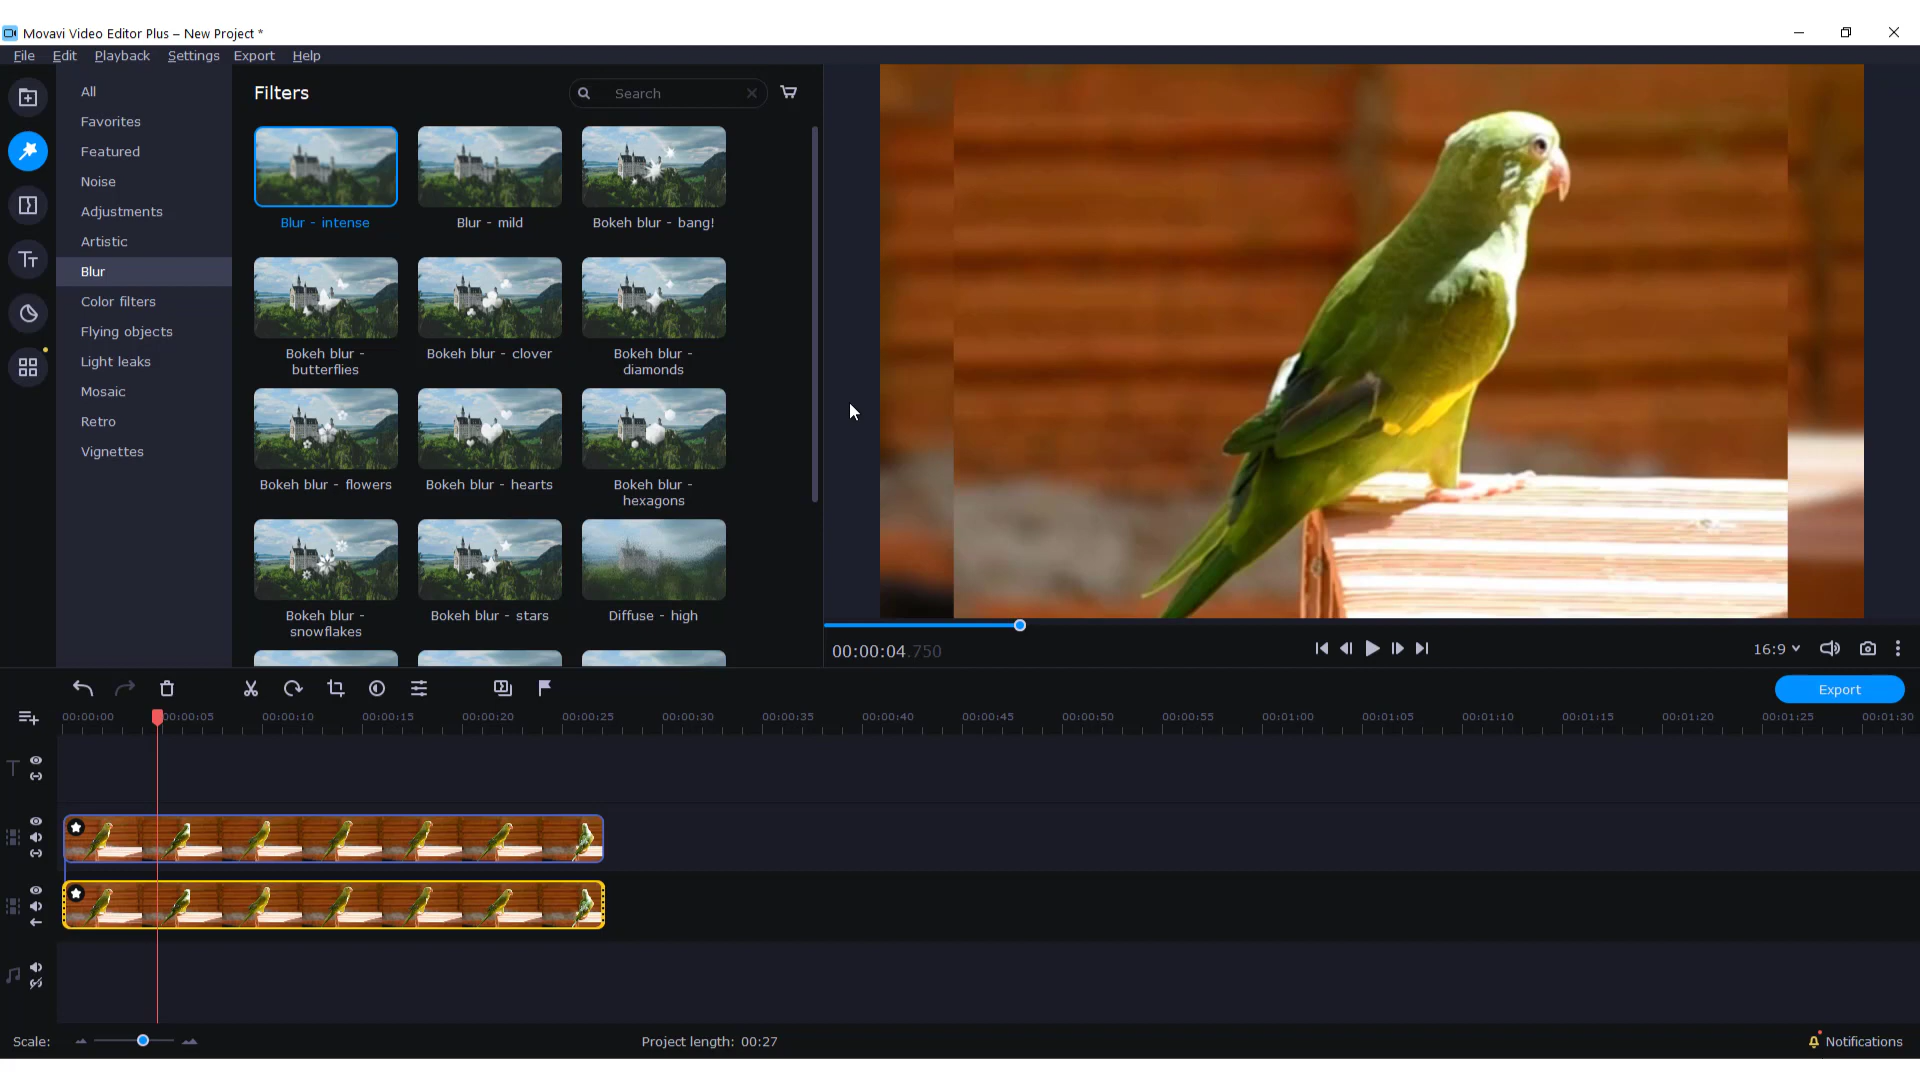 Movavi Video Editor Plus – New Project *
File Edit Playback Settings Export Help
All
Favorites
Featured
Noise
Adjustments
Artistic
Blur
Color filters
Flying objects
Light leaks
Mosaic
Retro
Vignettes
Filters
Search
Blur - intense
Blur - mild
Bokeh blur - bang!
Bokeh blur -
butterflies
Bokeh blur - clover
Bokeh blur -
diamonds
Bokeh blur - flowers
Bokeh blur - hearts
Bokeh blur -
hexagons
Bokeh blur -
snowflakes
Bokeh blur - stars
Diffuse - high
00:00:04.750
16:9
Export
00:00:00 00:00:05 00:00:10 00:00:15 00:00:20 00:00:25 00:00:30 00:00:35 00:00:40 00:00:45 00:00:50 00:00:55 00:01:00 00:01:05 00:01:10 00:01:15 00:01:20 00:01:25 00:01:30
Scale:
Project length: 00:27
Notifications